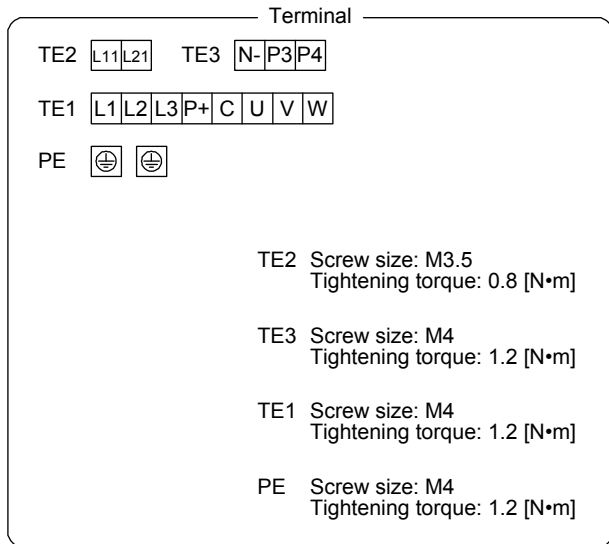 Terminal
TE2 L11 L21 TE3 N- P3 P4
TE1 L1 L2 L3 P+ C U V W
PE
TE2 Screw size: M3.5
Tightening torque: 0.8 [N•m]
TE3 Screw size: M4
Tightening torque: 1.2 [N•m]
TE1 Screw size: M4
Tightening torque: 1.2 [N•m]
PE Screw size: M4
Tightening torque: 1.2 [N•m]